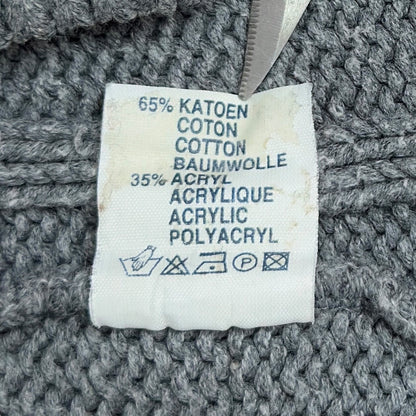 65% KATOEN
COTON
COTTON
BAUMWOLLE
35% ACRYL
ACRYLIQUE
ACRYLIC
POLYACRYL
P